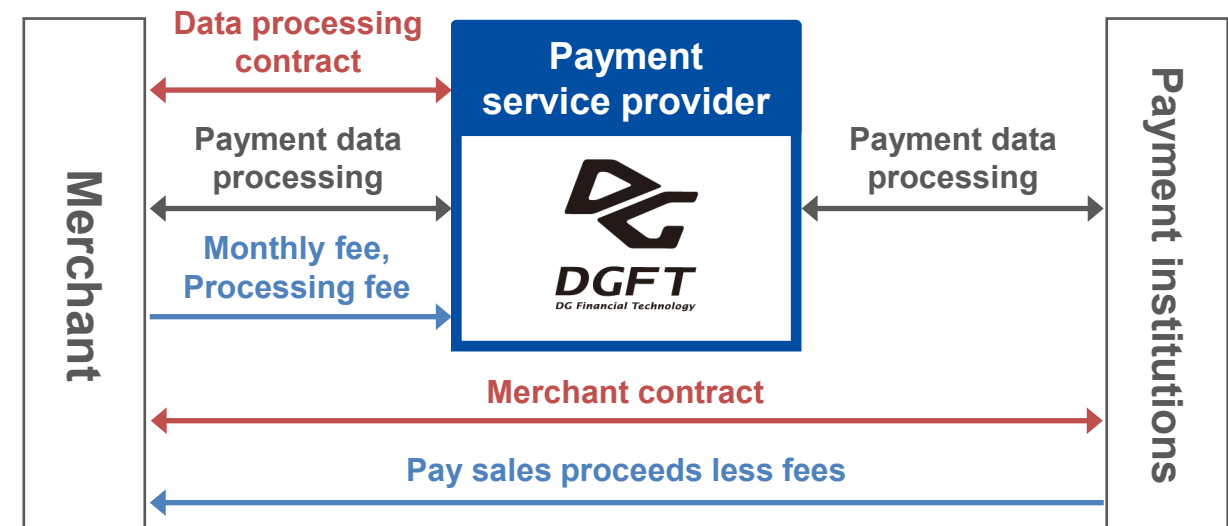 Data processing
contract
Payment
service provider
Payment data
processing
Payment data
processing
Merchant
Payment institutions
Monthly fee,
Processing fee
DG
DGFT
DG Financial Technology
Merchant contract
Pay sales proceeds less fees